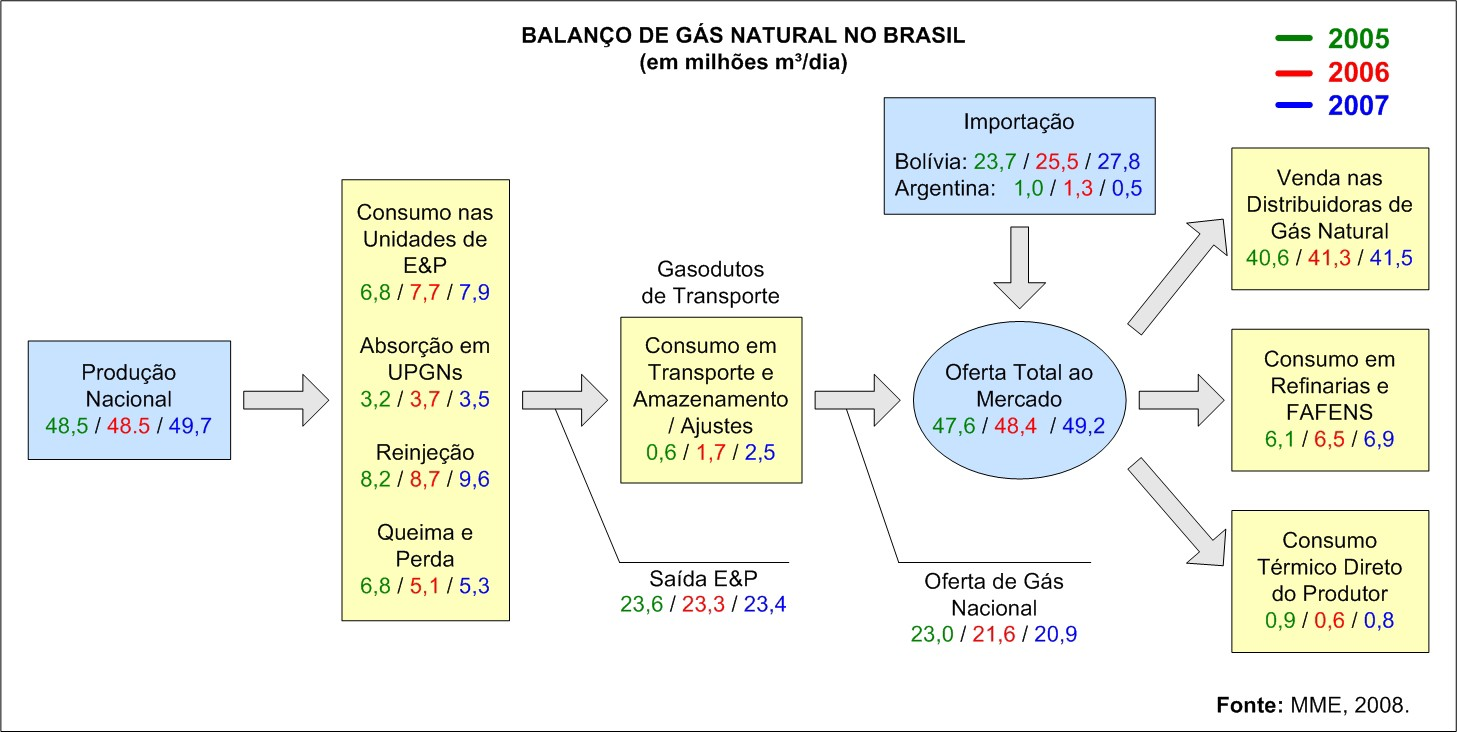 BALANÇO DE GÁS NATURAL NO BRASIL
(em milhões m³/dia)
2005
2006
2007
Produção
Nacional
48,5 / 48.5 / 49,7
Consumo nas
Unidades de
E&P
6,8 / 7,7 / 7,9
Absorção em
UPGNs
3,2 / 3,7 / 3,5
Reinjeção
8,2 / 8,7 / 9,6
Queima e
Perda
6,8 / 5,1 / 5,3
Saída E&P
23,6 / 23,3 / 23,4
Gasodutos
de Transporte
Consumo em
Transporte e
Amazenamento
/ Ajustes
0,6 / 1,7 / 2,5
Oferta de Gás
Nacional
23,0 / 21,6 / 20,9
Importação
Bolívia: 23,7 / 25,5 / 27,8
Argentina: 1,0 / 1,3 / 0,5
Oferta Total ao
Mercado
47,6 / 48,4 / 49,2
Venda nas
Distribuidoras de
Gás Natural
40,6 / 41,3 / 41,5
Consumo em
Refinarias e
FAFENS
6,1 / 6,5 / 6,9
Consumo
Térmico Direto
do Produtor
0,9 / 0,6 / 0,8
Fonte: MME, 2008.